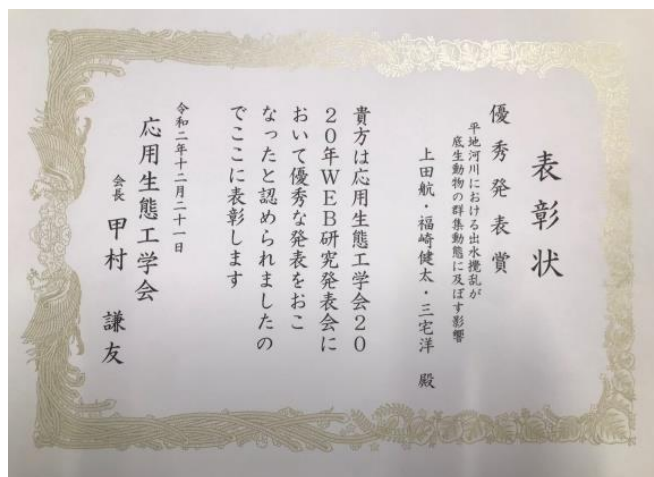 表彰状
優秀発表賞
平地河川における出水攪乱が
底生動物の群集動態に及ぼす影響
上田航・福崎健太・三宅洋 殿
貴方は応用生態工学会20
20年WEB研究発表会に
おいて優秀な発表をおこ
なったと認められましたの
でここに表彰します
令和二年十二月二十一日
応用生態工学会
会長 甲村 謙友